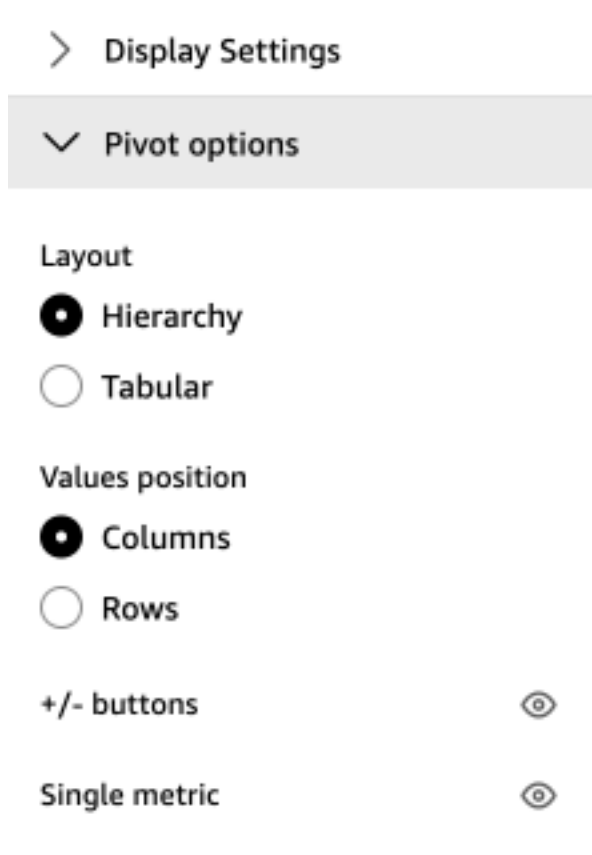 Display Settings
Pivot options
Layout
Hierarchy
Tabular
Values position
Columns
Rows
+/- buttons
Single metric